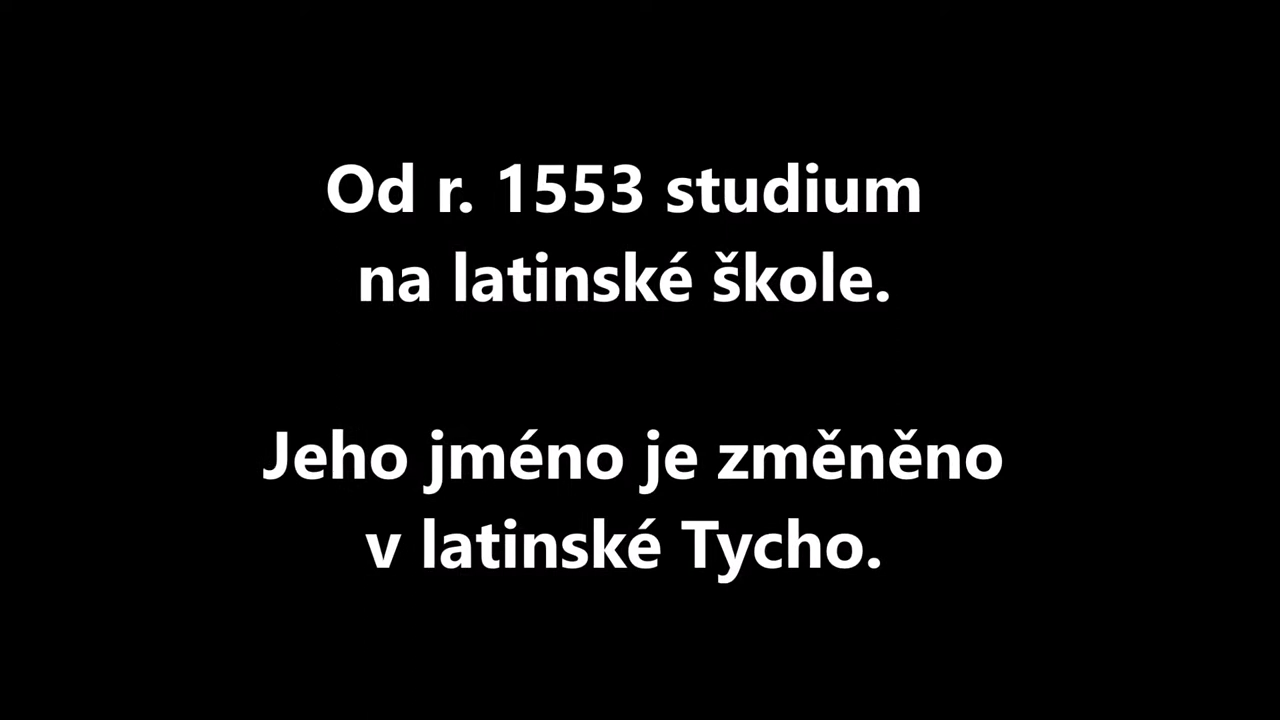 Od r. 1553 studium
na latinské škole.
Jeho jméno je změněno
v latinské Tycho.